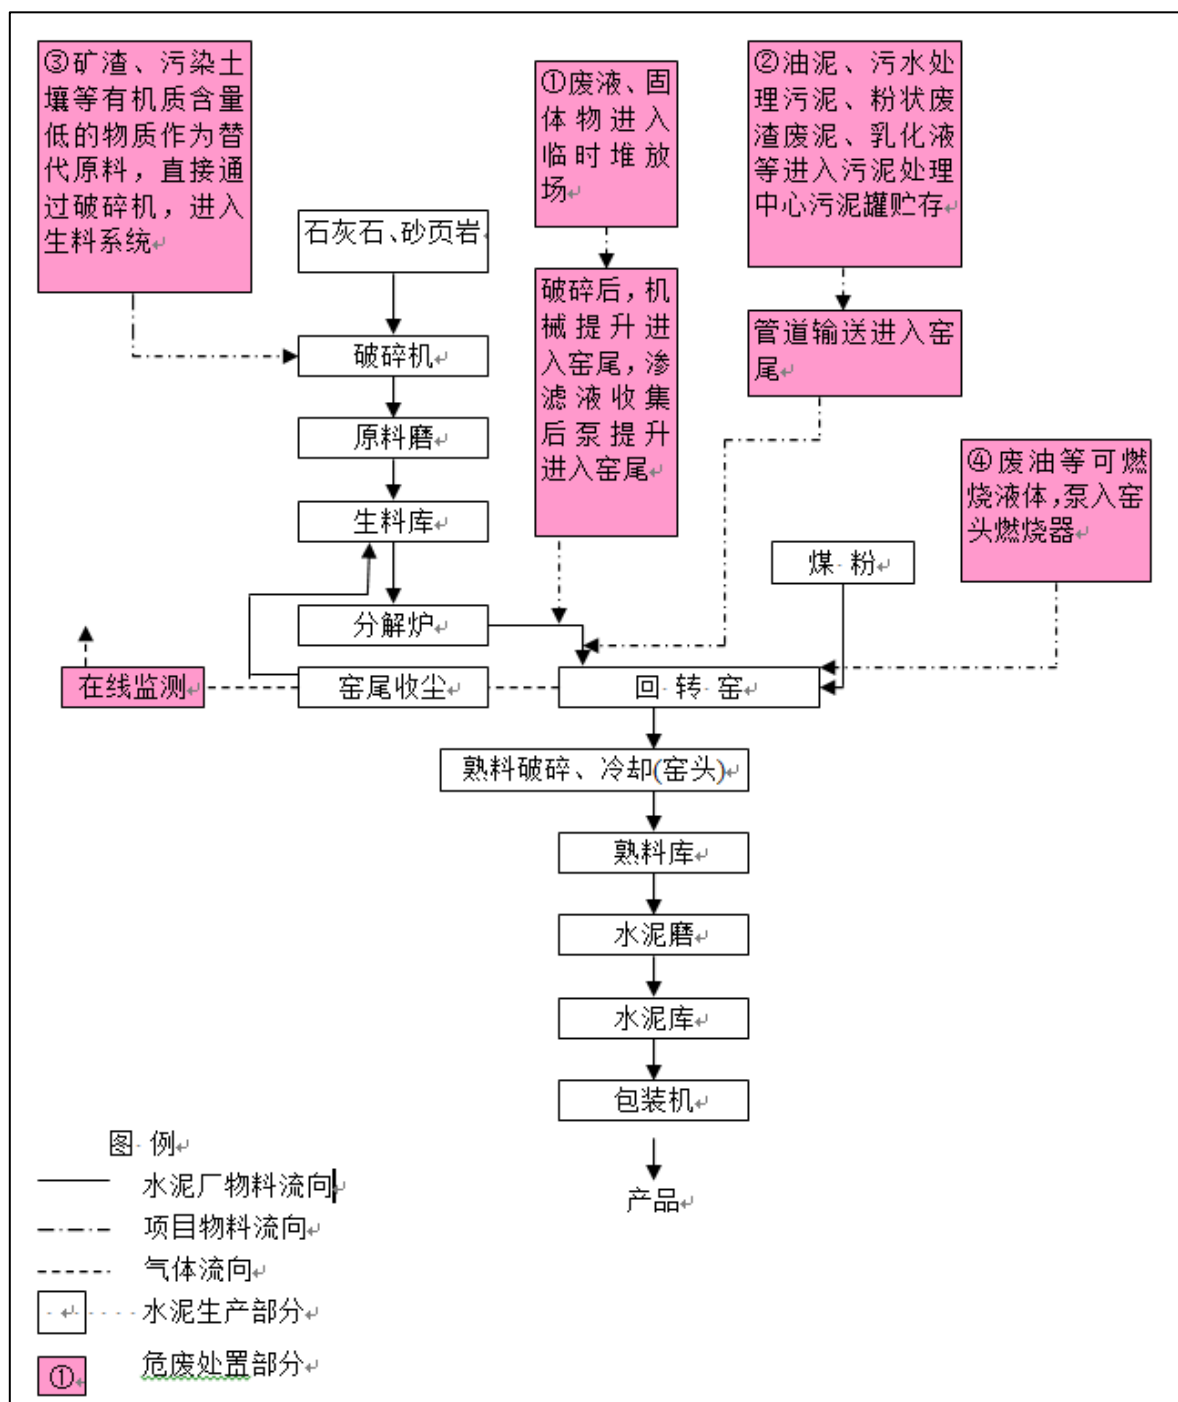 ③矿渣、污染土
壤等有机质含量
低的物质作为替
代原料，直接通
过破碎机，进入
生料系统
①废液、固
体物进入
临时堆放
场
②油泥、污水处
理污泥、粉状废
渣废泥、乳化液
等进入污泥处理
中心污泥罐贮存
石灰石、砂页岩
破碎后，机
械提升进
入窑尾，渗
滤液收集
后泵提升
进入窑尾
管道输送进入窑
尾
破碎机
原料磨
④废油等可燃
烧液体，泵入窑
头燃烧器
生料库
煤 粉
分解炉
在线监测
窑尾收尘
回 转 窑
熟料破碎、冷却(窑头)
熟料库
水泥磨
水泥库
包装机
产品
图 例
水泥厂物料流向
项目物料流向
气体流向
水泥生产部分
① 危废处置部分